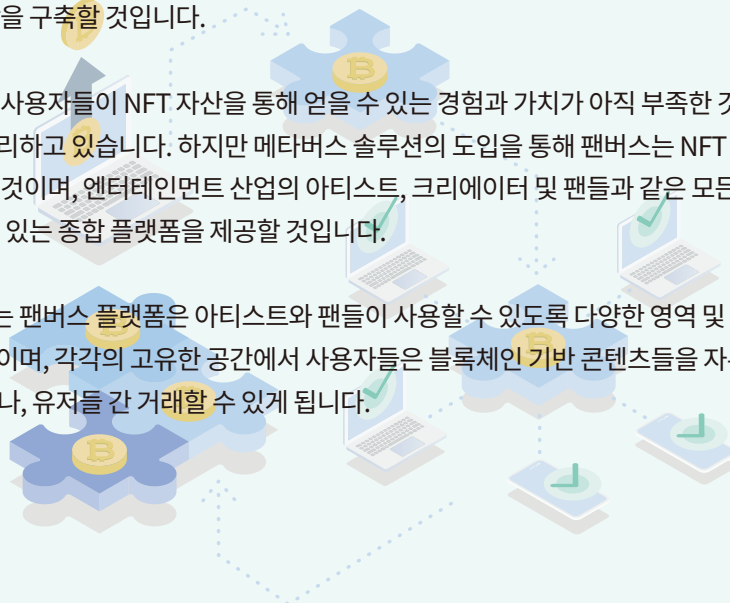 을 구축할 것입니다.
사용자들이 NFT 자산을 통해 얻을 수 있는 경험과 가치가 아직 부족한
리하고 있습니다. 하지만 메타버스 솔루션의 도입을 통해 팬버스는 NFT
것이며, 엔터테인먼트 산업의 아티스트, 크리에이터 및 팬들과 같은 모든
있는 종합 플랫폼을 제공할 것입니다.
는 팬버스 플랫폼은 아티스트와 팬들이 사용할 수 있도록 다양한 영역 및
이며, 각각의 고유한 공간에서 사용자들은 블록체인 기반 콘텐츠들을
나, 유저들 간 거래할 수 있게 됩니다.